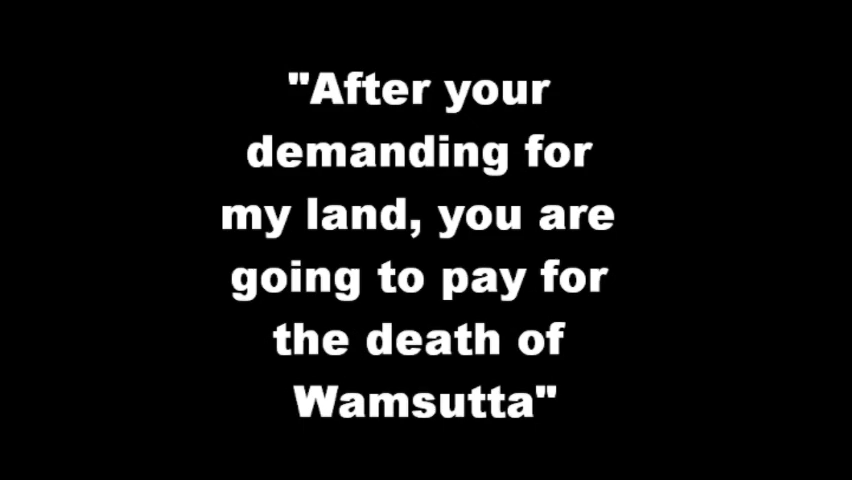 "After your
demanding for
my land, you are
going to pay for
the death of
Wamsutta"